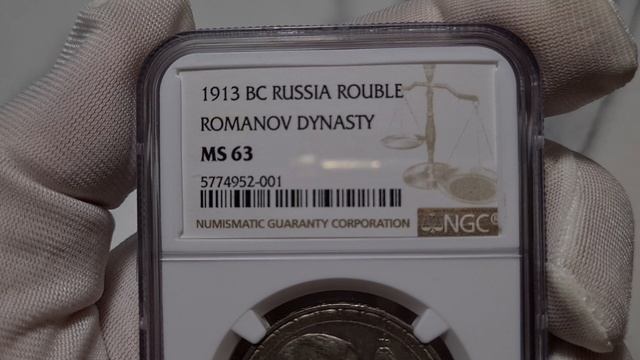 1913 BC RUSSIA ROUBLE
ROMANOV DYNASTY
MS 63
5774952-001
NUMISMATIC GUARANTY CORPORATION
NGC®